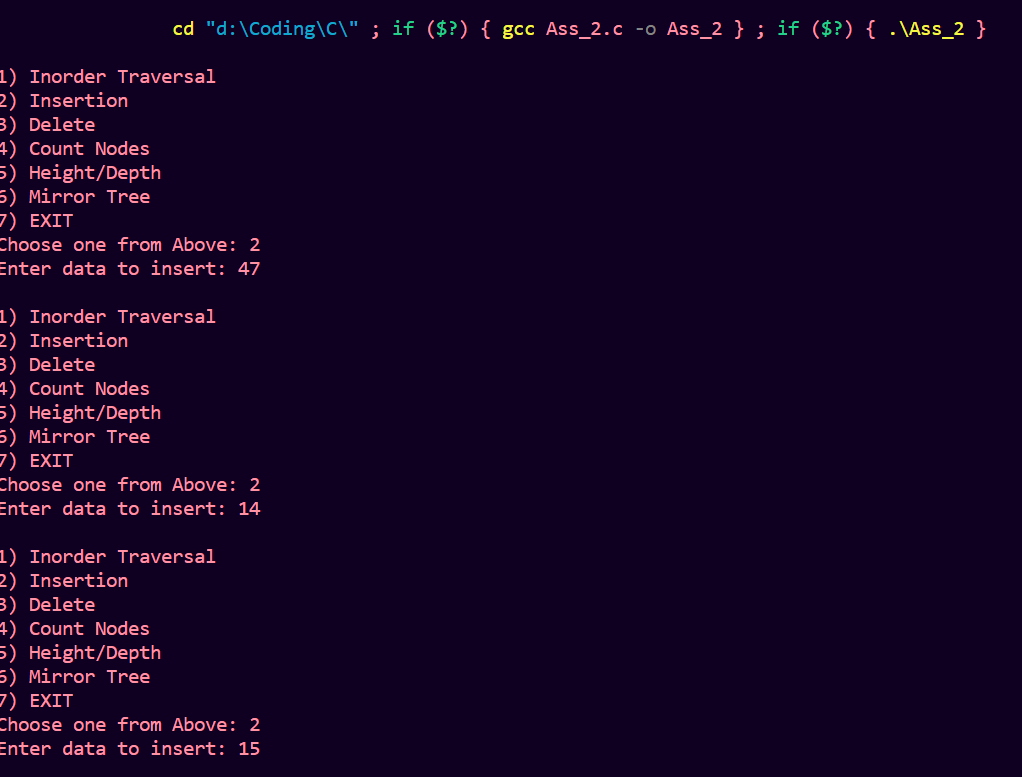 cd "d:\Coding\C\" ; if ($?) { gcc Ass_2.c -o Ass_2 } ; if ($?) { .\Ass_2 }
1) Inorder Traversal
2) Insertion
3) Delete
4) Count Nodes
5) Height/Depth
6) Mirror Tree
7) EXIT
Choose one from Above: 2
Enter data to insert: 47
1) Inorder Traversal
2) Insertion
3) Delete
4) Count Nodes
5) Height/Depth
6) Mirror Tree
7) EXIT
Choose one from Above: 2
Enter data to insert: 14
1) Inorder Traversal
2) Insertion
3) Delete
4) Count Nodes
5) Height/Depth
6) Mirror Tree
7) EXIT
Choose one from Above: 2
Enter data to insert: 15